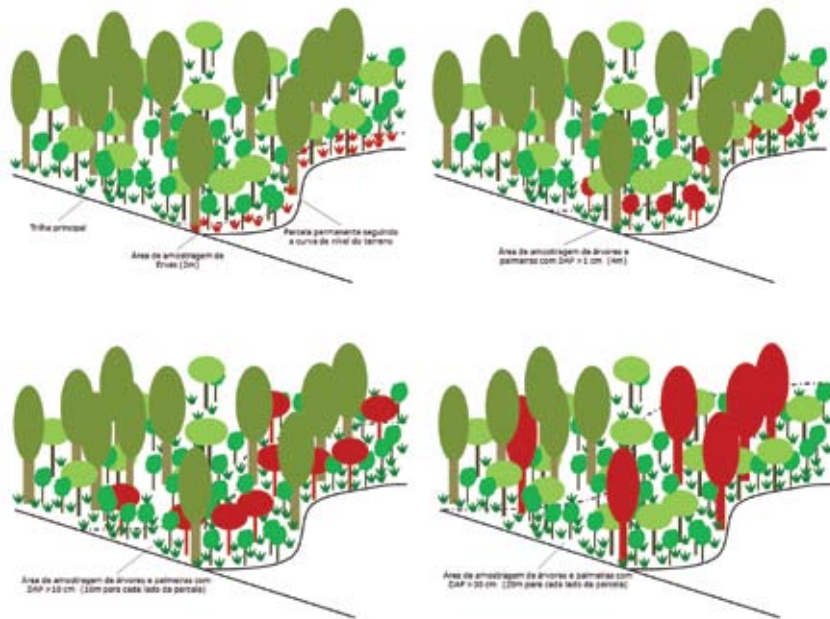 Trilha principal
Parcela permanente seguindo
a curva de nível do terreno
Área de amostragem de
Ervas (2m)
Área de amostragem de árvores e
palmeiras com DAP >1 cm (4m)
Área de amostragem de árvores e palmeiras com
DAP >10 cm (10m para cada lado da parcela)
Área de amostragem de árvores e palmeiras com
DAP >30 cm (20m para cada lado da parcela)